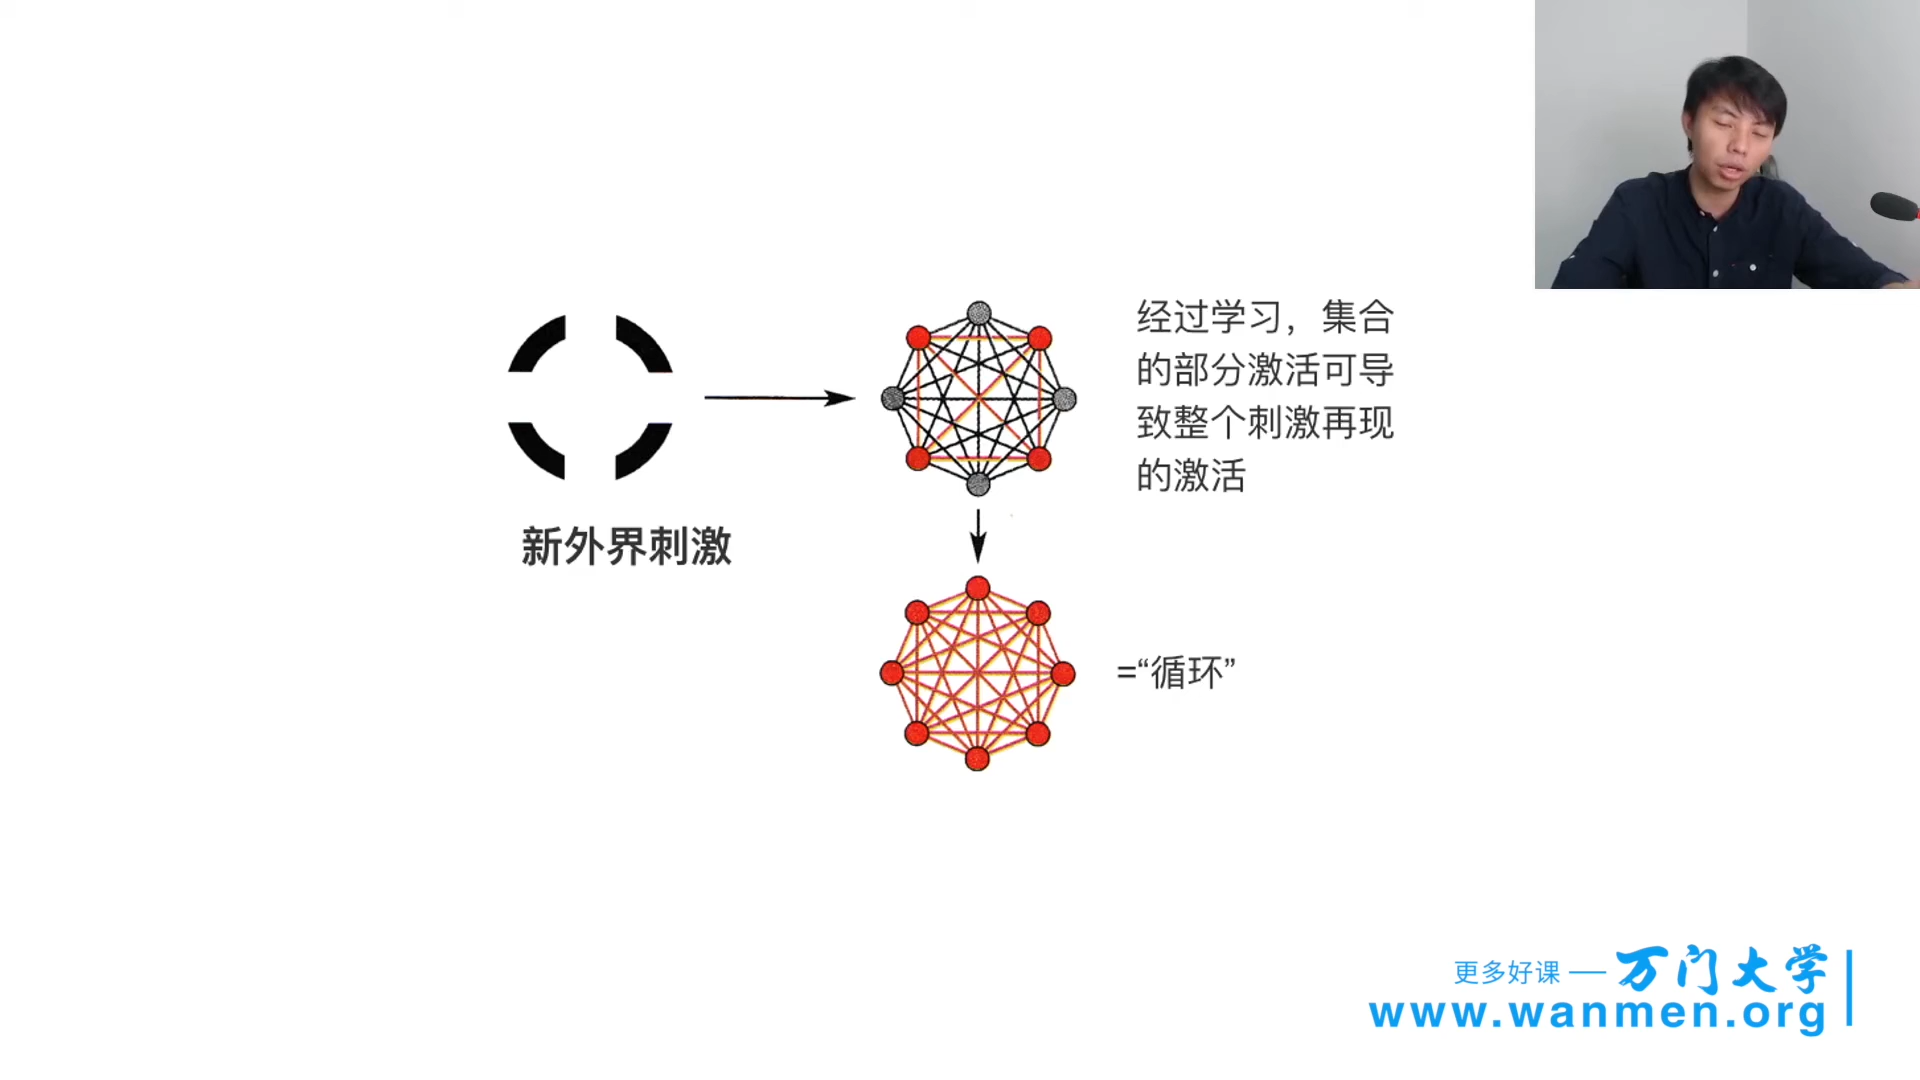 经过学习，集合
的部分激活可导
致整个刺激再现
的激活
新外界刺激
=“循环”
更多好课 — 万门大学
www.wanmen.org